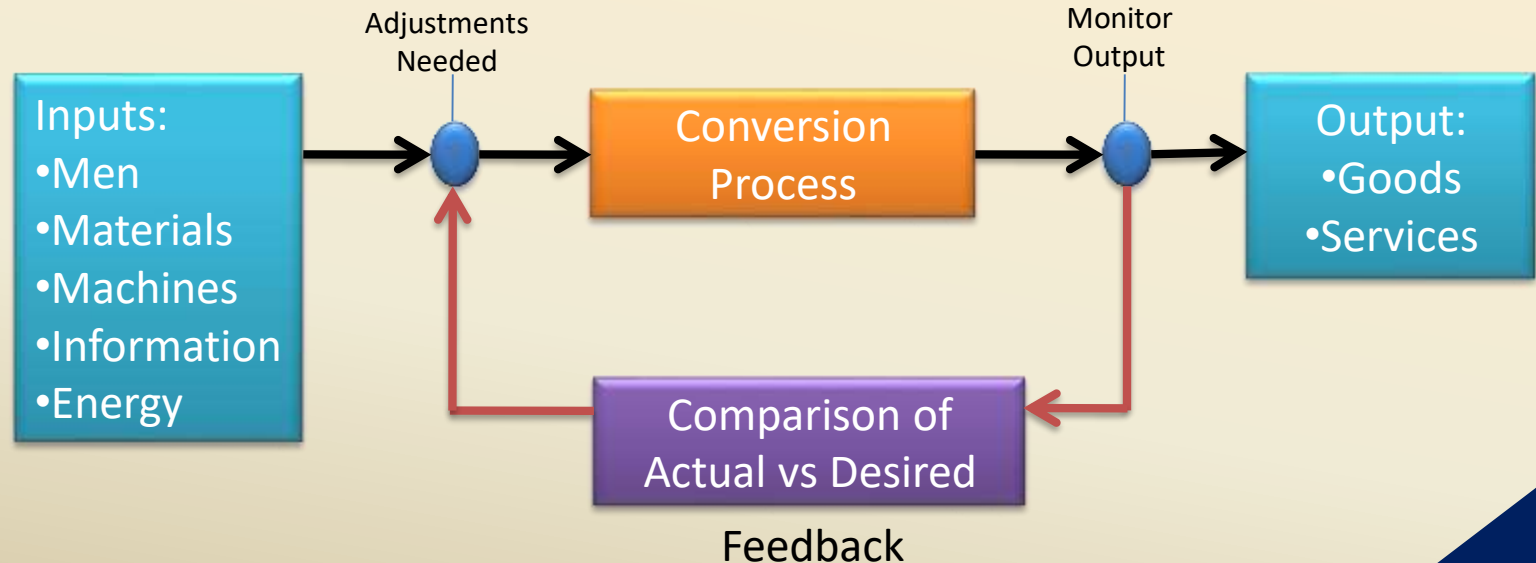 Adjustments
Needed
Monitor
Output
Inputs:
•Men
•Materials
•Machines
•Information
•Energy
Conversion
Process
Output:
•Goods
•Services
Comparison of
Actual vs Desired
Feedback